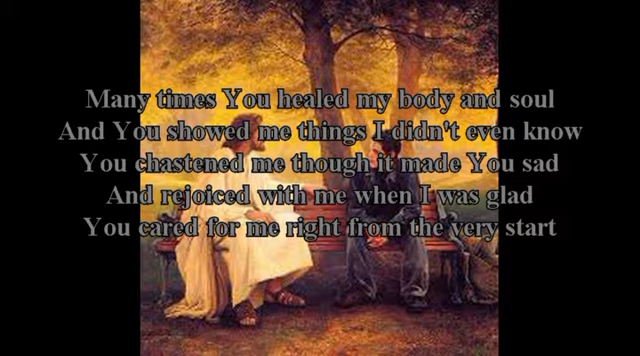 Many times You healed my body and soul
And You showed me things I didn't even know
You chastened me though it made You sad
And rejoiced with me when I was glad
You cared for me right from the very start